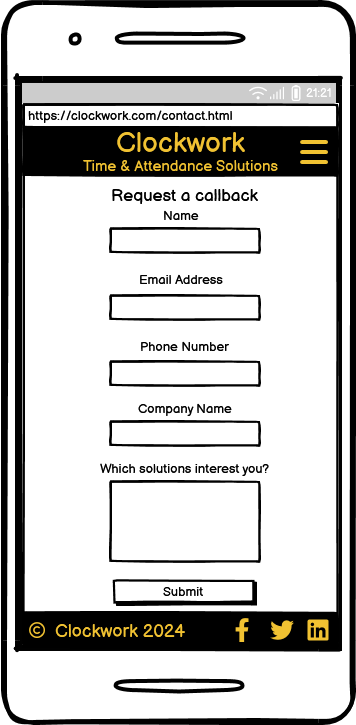 21:21
https://clockwork.com/contact.html
Clockwork
Time & Attendance Solutions
Request a callback
Name
Email Address
Phone Number
Company Name
Which solutions interest you?
Submit
© Clockwork 2024